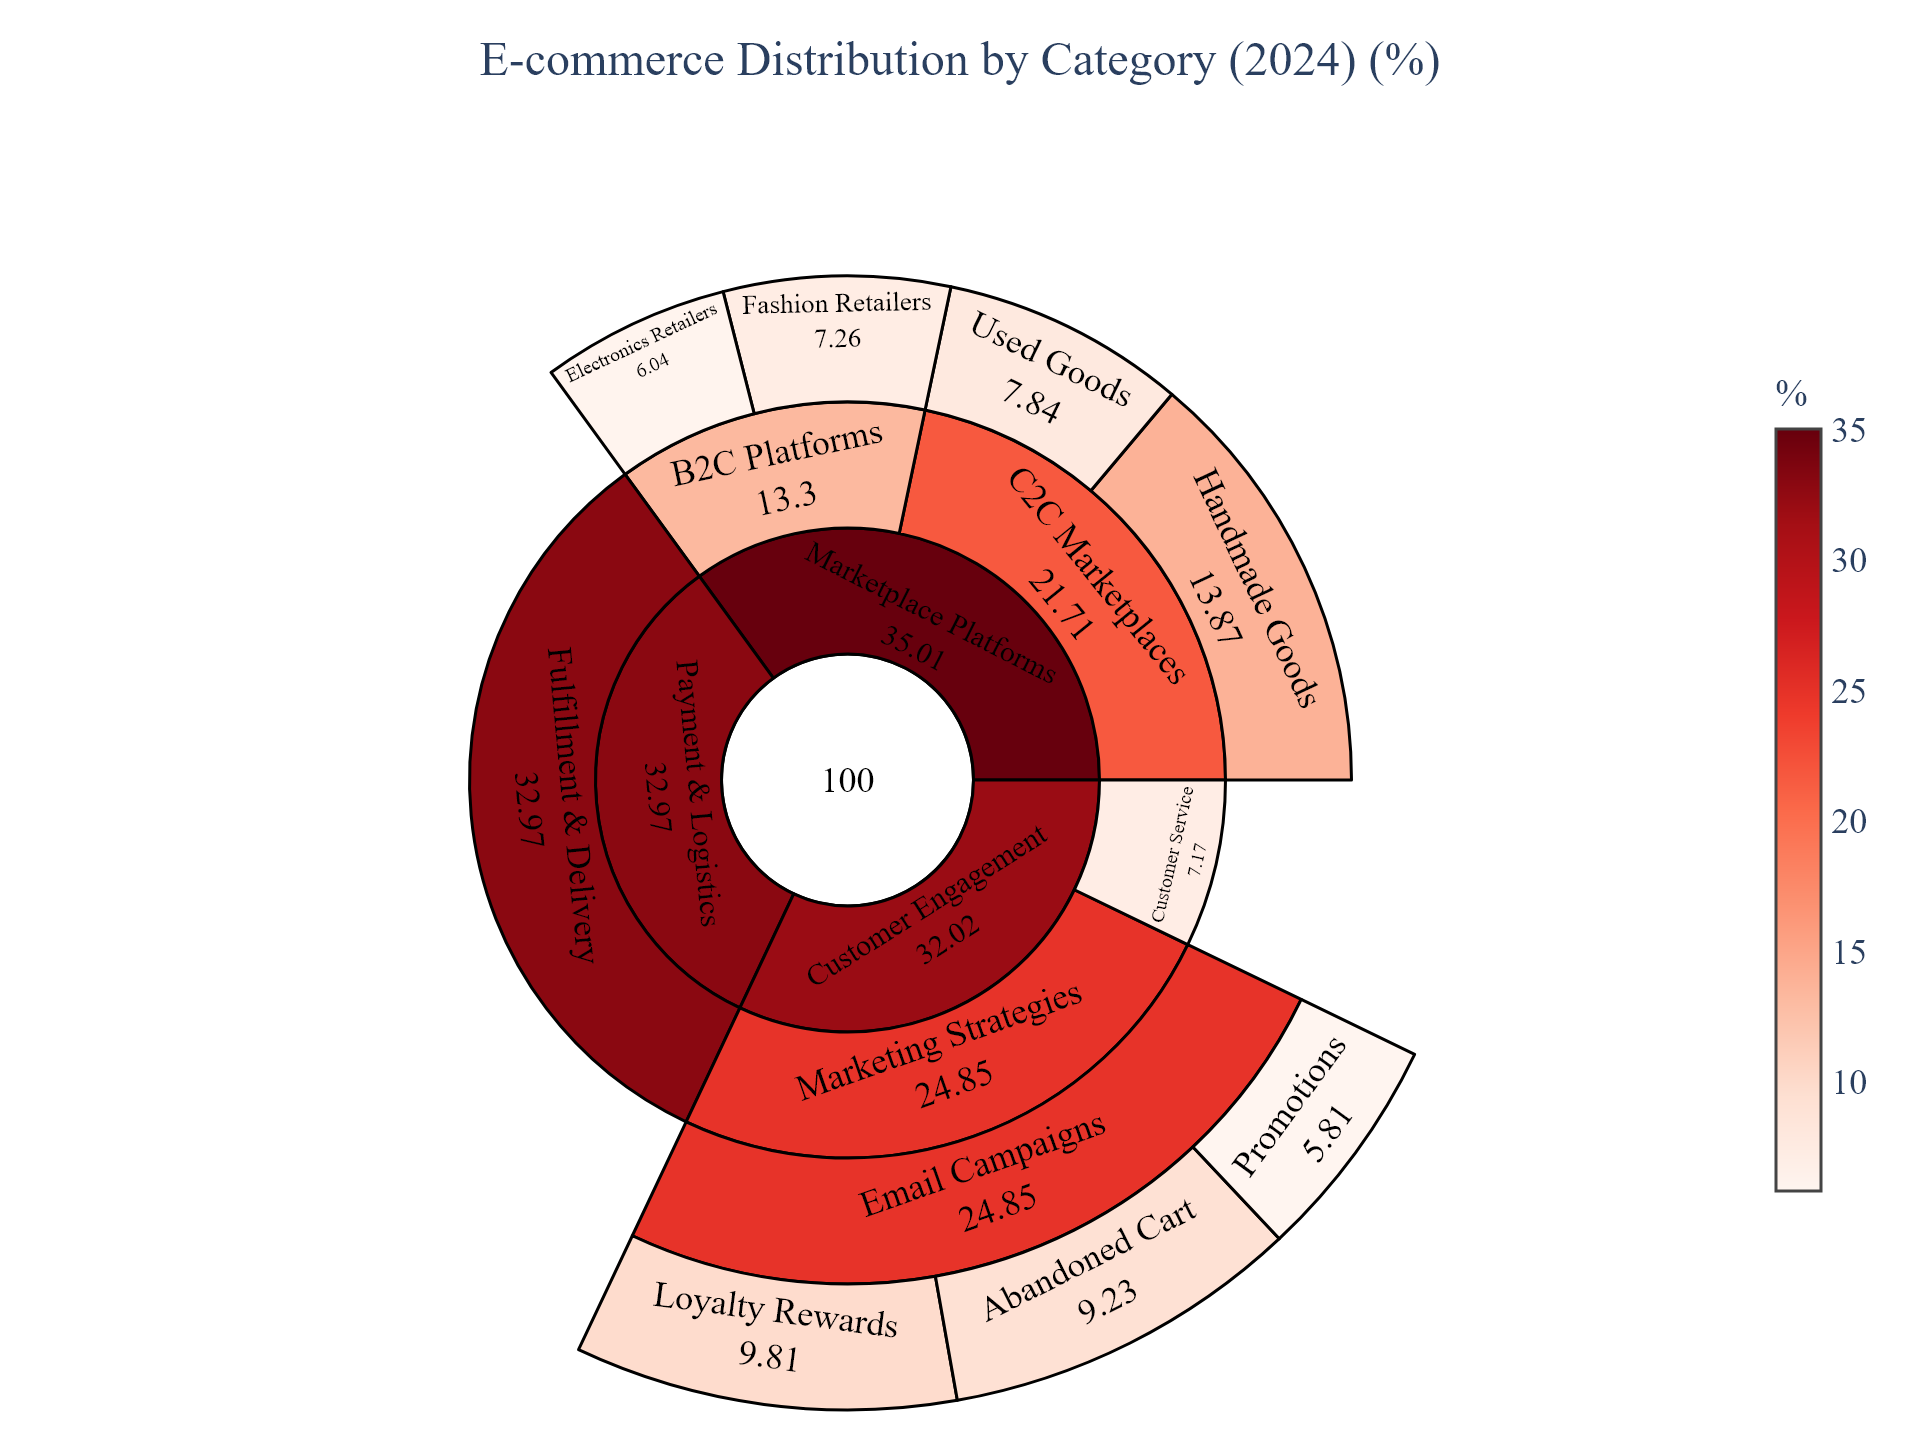 E-commerce Distribution by Category (2024) (%)
Electronics Retailers
6.04
Fashion Retailers
7.26
Used Goods
7.84
Handmade Goods
13.87
B2C Platforms
13.3
C2C Marketplaces
21.71
Marketplace Platforms
35.01
Payment & Logistics
32.97
Fulfillment & Delivery
32.97
100
Customer Engagement
32.02
Customer Service
7.17
Marketing Strategies
24.85
Email Campaigns
24.85
Promotions
5.81
Abandoned Cart
9.23
Loyalty Rewards
9.81
%
35
30
25
20
15
10